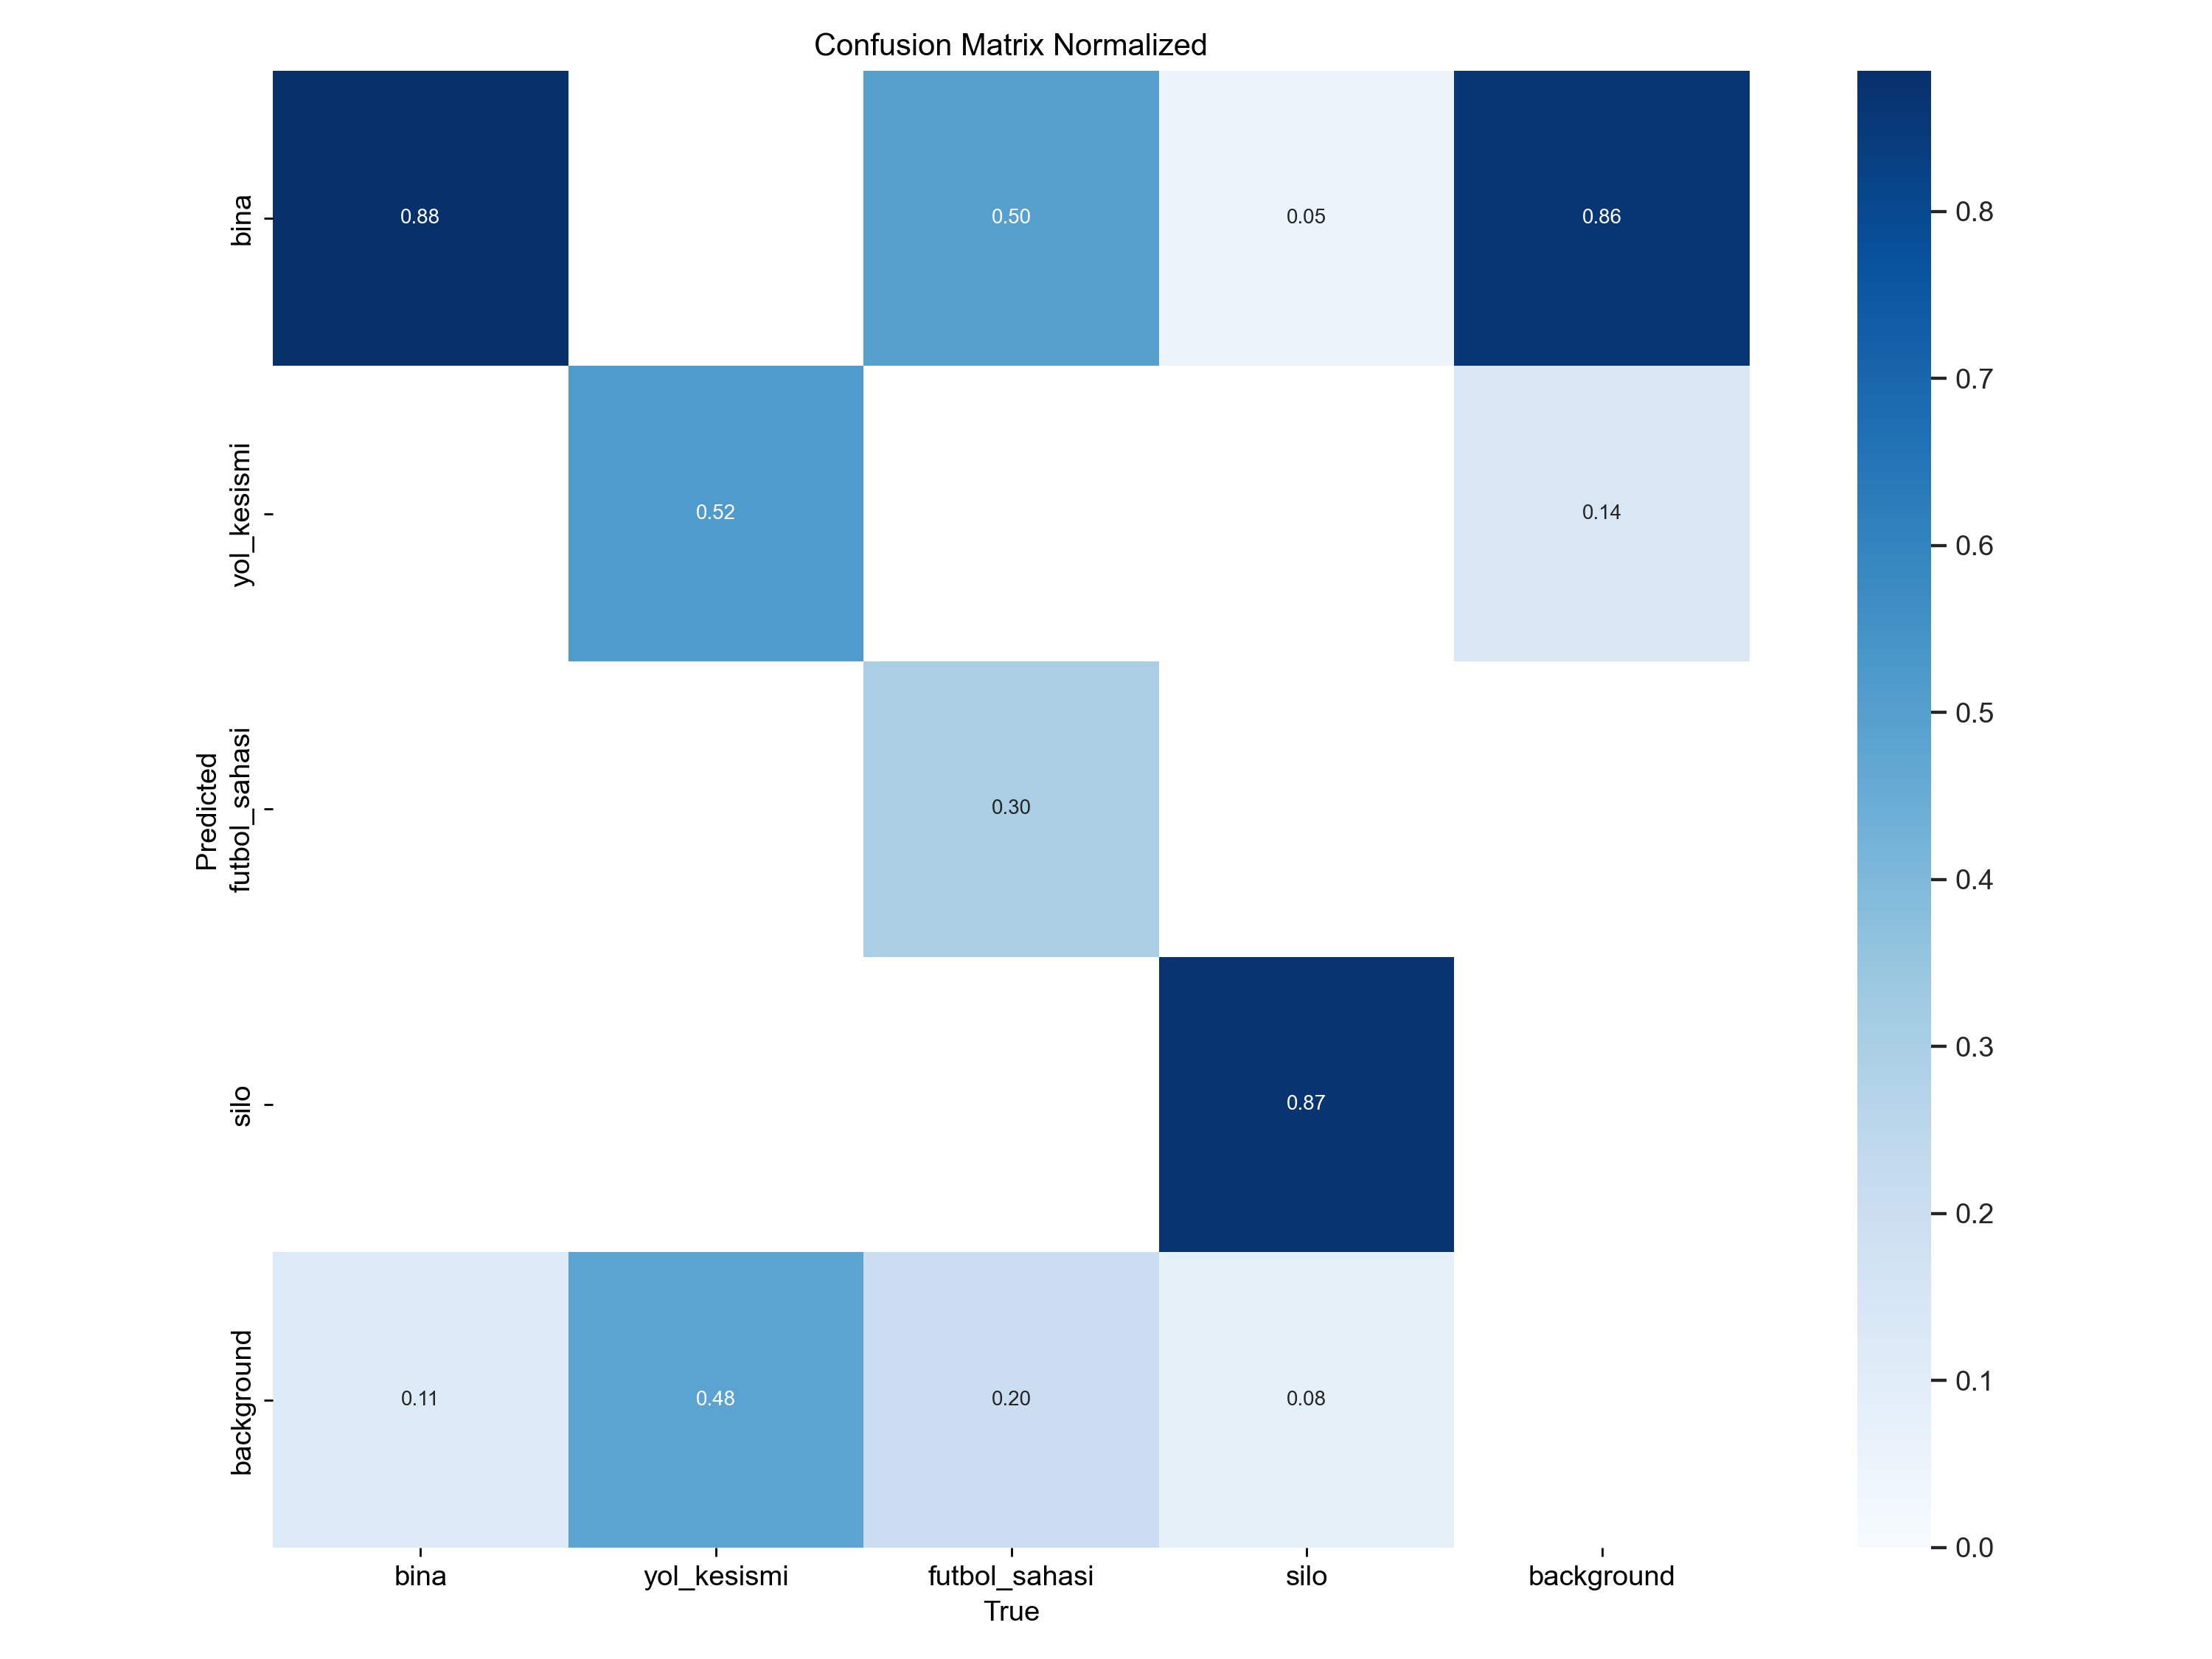 Confusion Matrix Normalized
bina
0.88
0.50
0.05
0.86
yol_kesismi
0.52
0.14
Predicted
futbol_sahasi
0.30
silo
0.87
background
0.11
0.48
0.20
0.08
bina
yol_kesismi
futbol_sahasi
silo
background
True
0.8
0.7
0.6
0.5
0.4
0.3
0.2
0.1
0.0